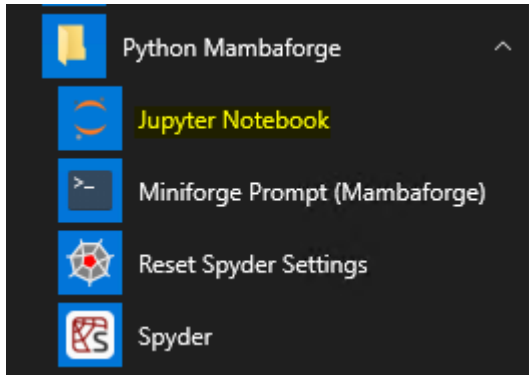 Python Mambaforge
Jupyter Notebook
Miniforge Prompt (Mambaforge)
Reset Spyder Settings
Spyder